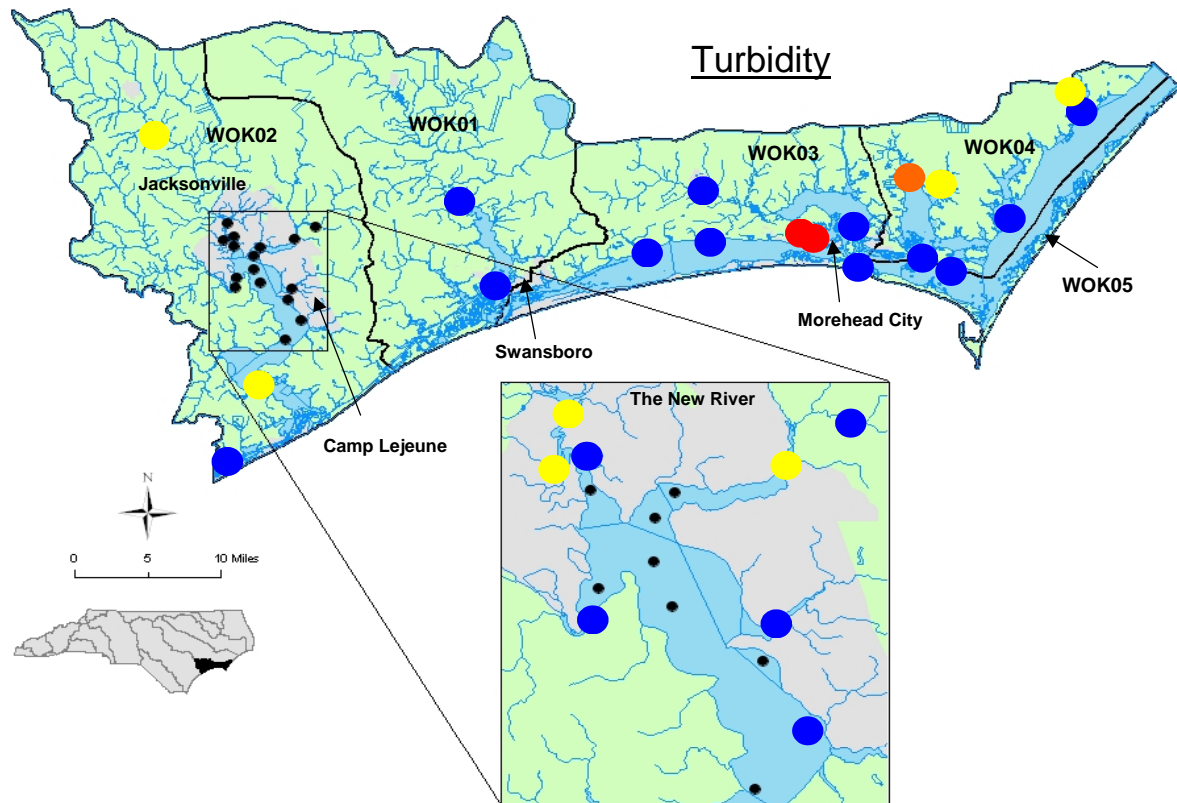 Turbidity
WOK01
WOK02
WOK03
WOK04
Jacksonville
WOK05
Morehead City
Swansboro
The New River
Camp Lejeune
N
0 5 10 Miles